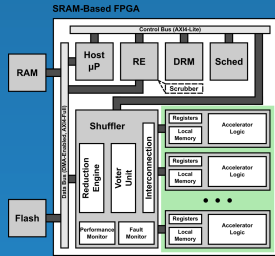 SRAM-Based FPGA
Control Bus (AXI4-Lite)
RAM
Host
µP
RE
DRM
Sched
Scrubber
Data Bus (DMA-Enabled, AXI4-Full)
Shuffler
Reduction
Engine
Voter
Unit
Interconnection
Performance
Monitor
Fault
Monitor
Registers
Local
Memory
Accelerator
Logic
Registers
Local
Memory
Accelerator
Logic
Registers
Local
Memory
Accelerator
Logic
Flash